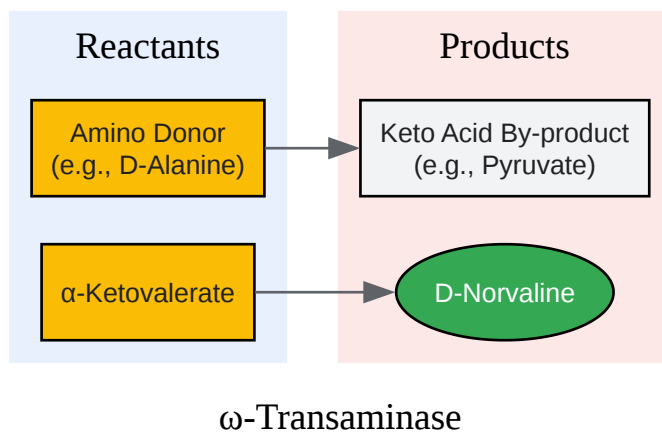 Reactants
Products
Amino Donor
(e.g., D-Alanine)
Keto Acid By-product
(e.g., Pyruvate)
α-Ketovalerate
D-Norvaline
ω-Transaminase